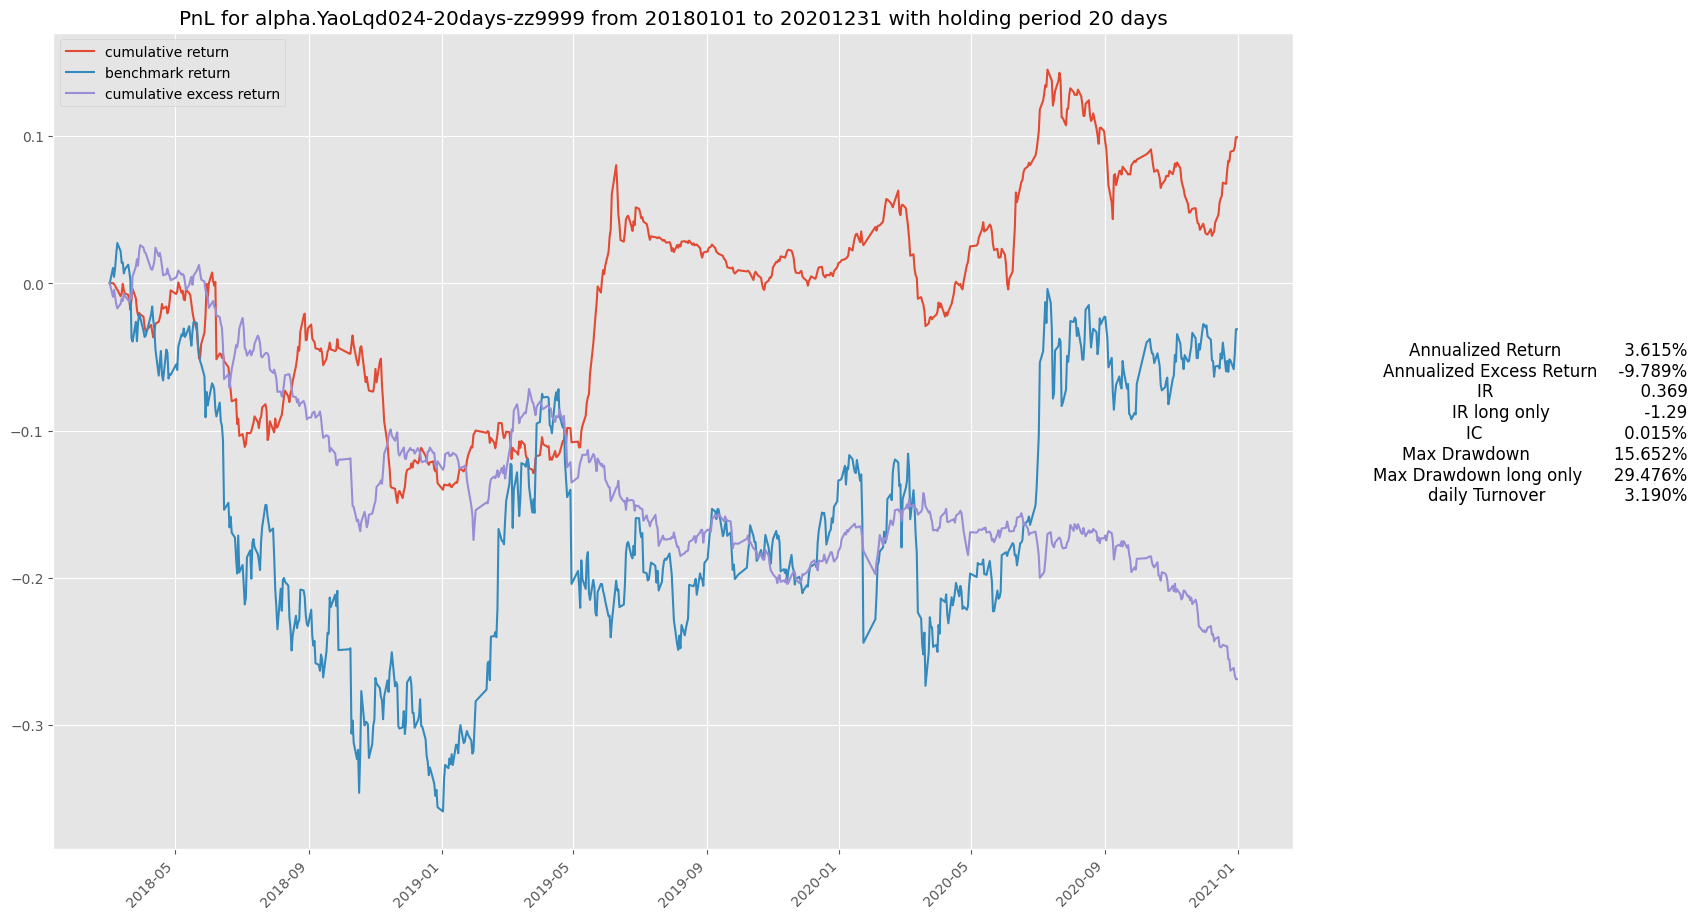 PnL for alpha.YaoLqd024-20days-zz9999 from 20180101 to 20201231 with holding period 20 days
cumulative return
benchmark return
cumulative excess return
0.1
0.0
−0.1
−0.2
−0.3
2018-05
2018-09
2019-01
2019-05
2019-09
2020-01
2020-05
2020-09
2021-01
Annualized Return 3.615%
Annualized Excess Return -9.789%
IR 0.369
IR long only -1.29
IC 0.015%
Max Drawdown 15.652%
Max Drawdown long only 29.476%
daily Turnover 3.190%